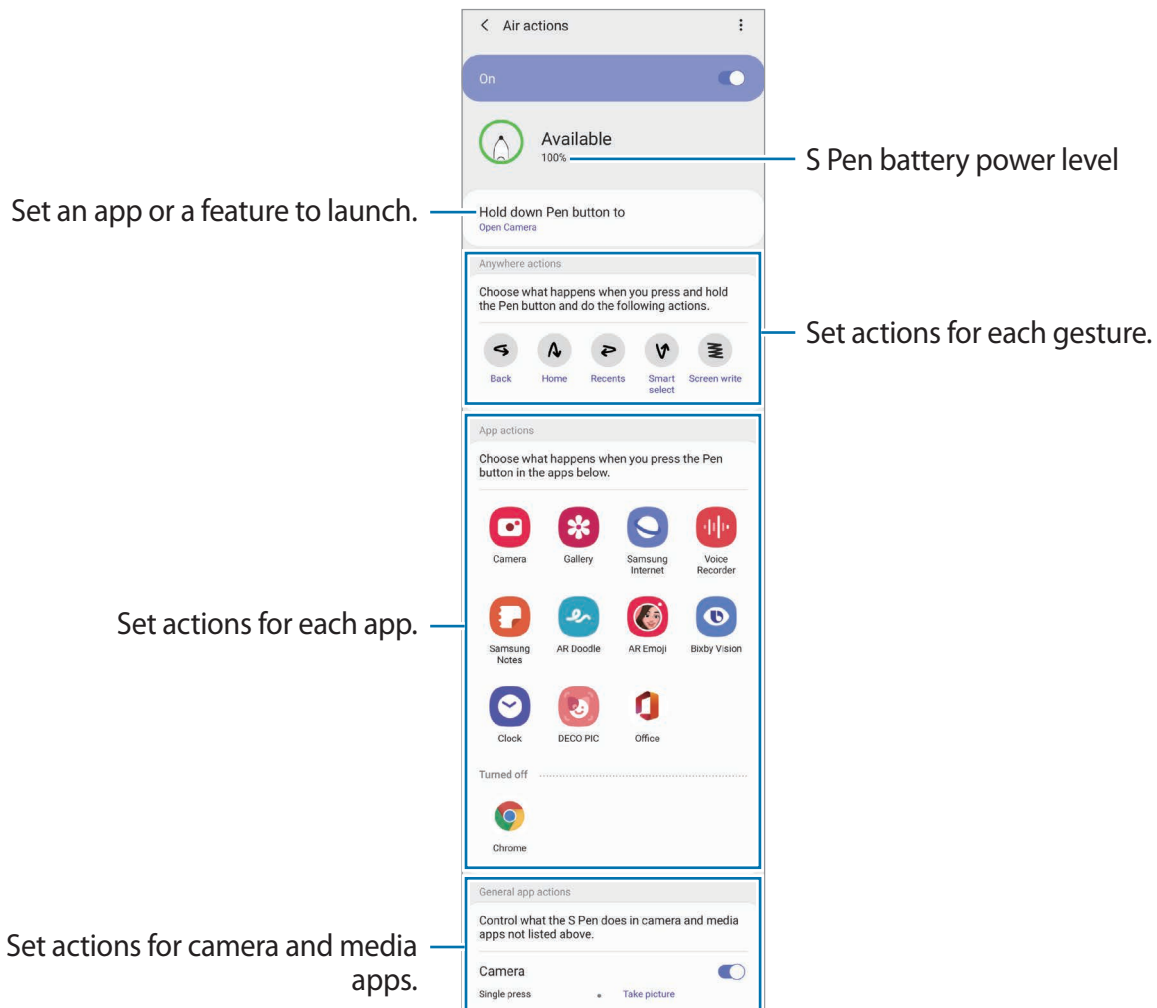 Air actions
On
Available
100%
S Pen battery power level
Set an app or a feature to launch.
Hold down Pen button to
Open Camera
Anywhere actions
Choose what happens when you press and hold
the Pen button and do the following actions.
Set actions for each gesture.
Back Home Recents Smart select Screen write
App actions
Choose what happens when you press the Pen
button in the apps below.
Camera Gallery Samsung Internet Voice Recorder
Set actions for each app.
Samsung Notes AR Doodle AR Emoji Bixby Vision
Clock DECO PIC Office
Turned off
Chrome
General app actions
Control what the S Pen does in camera and media
apps not listed above.
Set actions for camera and media
apps.
Camera
Single press Take picture